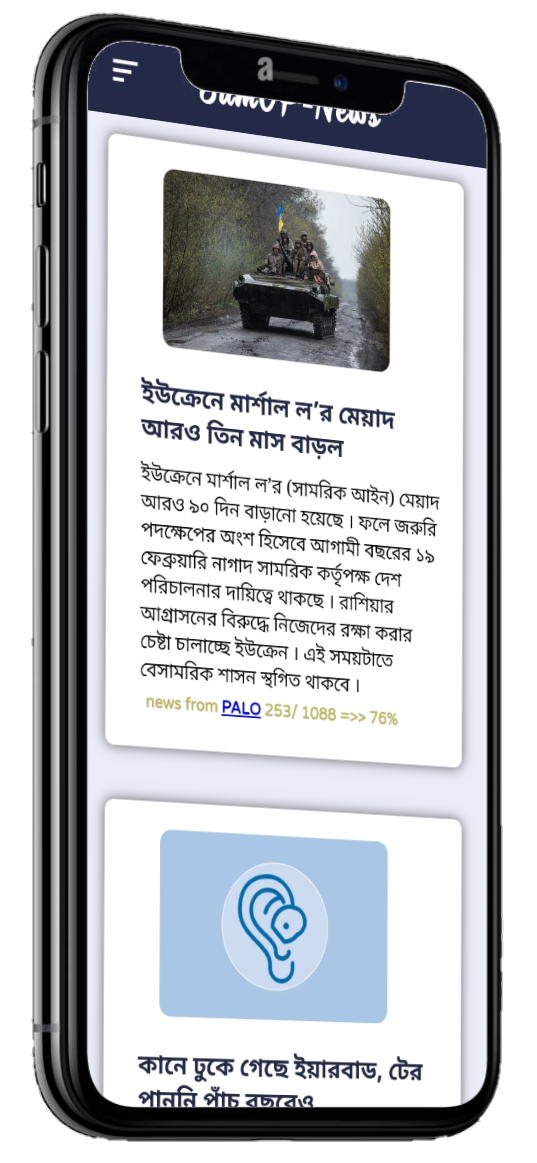 ইউক্রেনে মার্শাল ল’র মেয়াদ
আরও তিন মাস বাড়ল
ইউক্রেনে মার্শাল ল’র (সামরিক আইন) মেয়াদ
আরও ৯০ দিন বাড়ানো হয়েছে। ফলে জরুরি
পদক্ষেপের অংশ হিসেবে আগামী বছরের ১৯
ফেব্রুয়ারি নাগাদ সামরিক কর্তৃপক্ষ দেশ
পরিচালনার দায়িত্বে থাকছে। রাশিয়ার
আগ্রাসনের বিরুদ্ধে নিজেদের রক্ষা করার
চেষ্টা চালাচ্ছে ইউক্রেন। এই সময়টাতে
বেসামরিক শাসন স্থগিত থাকবে।
news from PALO 253/ 1088 =>> 76%
কানে ঢুকে গেছে ইয়ারবাড, টের
পাননি পাঁচ বছরেও